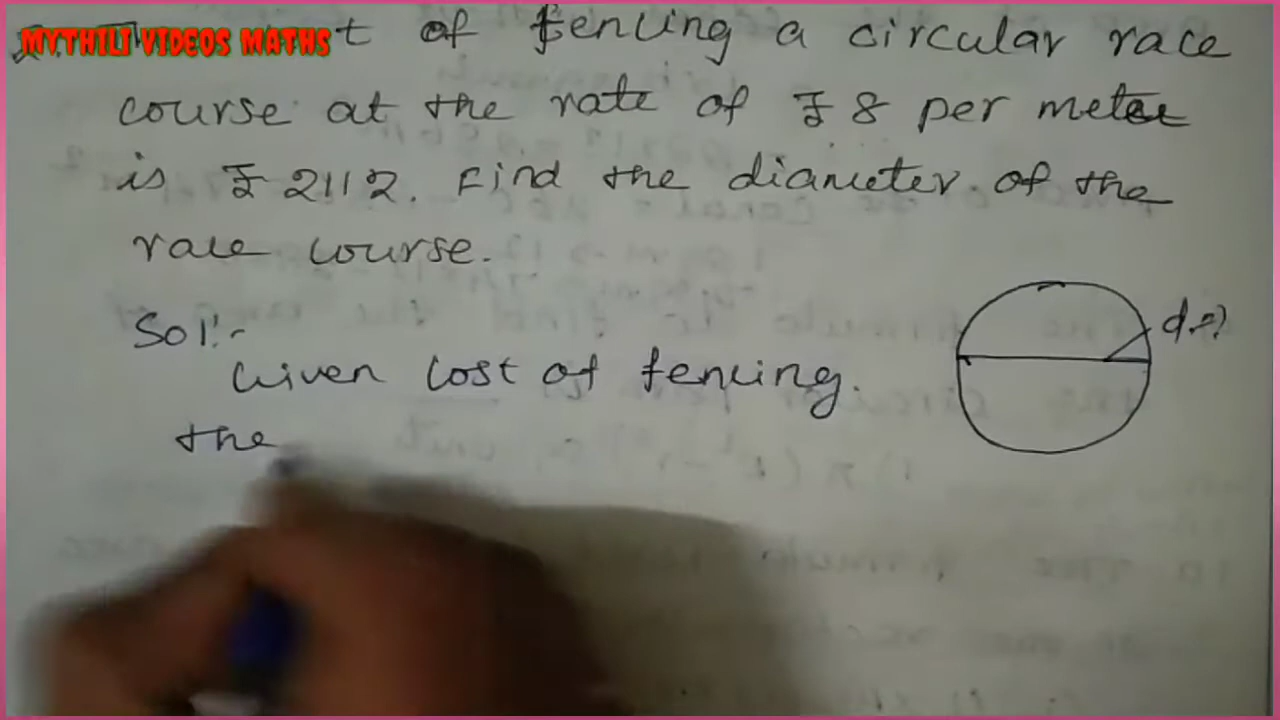 MYTHILI VIDEOS MATHS
t of fencing a circular race
course at the rate of ₹ 8 per meter
is ₹ 2112. Find the diameter of the
race course.
Sol:-
d=?
Given cost of fencing.
the